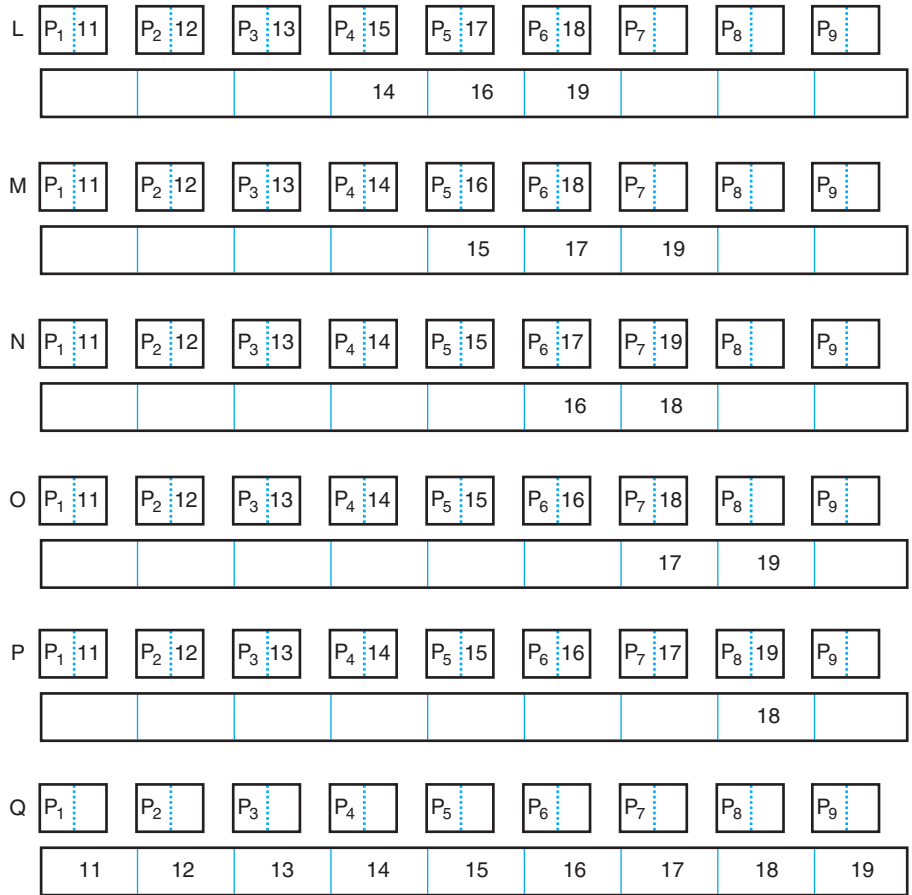 L P₁ 11 P₂ 12 P₃ 13 P₄ 15 P₅ 17 P₆ 18 P₇ P₈ P₉
14 16 19
M P₁ 11 P₂ 12 P₃ 13 P₄ 14 P₅ 16 P₆ 18 P₇ P₈ P₉
15 17 19
N P₁ 11 P₂ 12 P₃ 13 P₄ 14 P₅ 15 P₆ 17 P₇ 19 P₈ P₉
16 18
O P₁ 11 P₂ 12 P₃ 13 P₄ 14 P₅ 15 P₆ 16 P₇ 18 P₈ P₉
17 19
P P₁ 11 P₂ 12 P₃ 13 P₄ 14 P₅ 15 P₆ 16 P₇ 17 P₈ 19 P₉
18
Q P₁ P₂ P₃ P₄ P₅ P₆ P₇ P₈ P₉
11 12 13 14 15 16 17 18 19